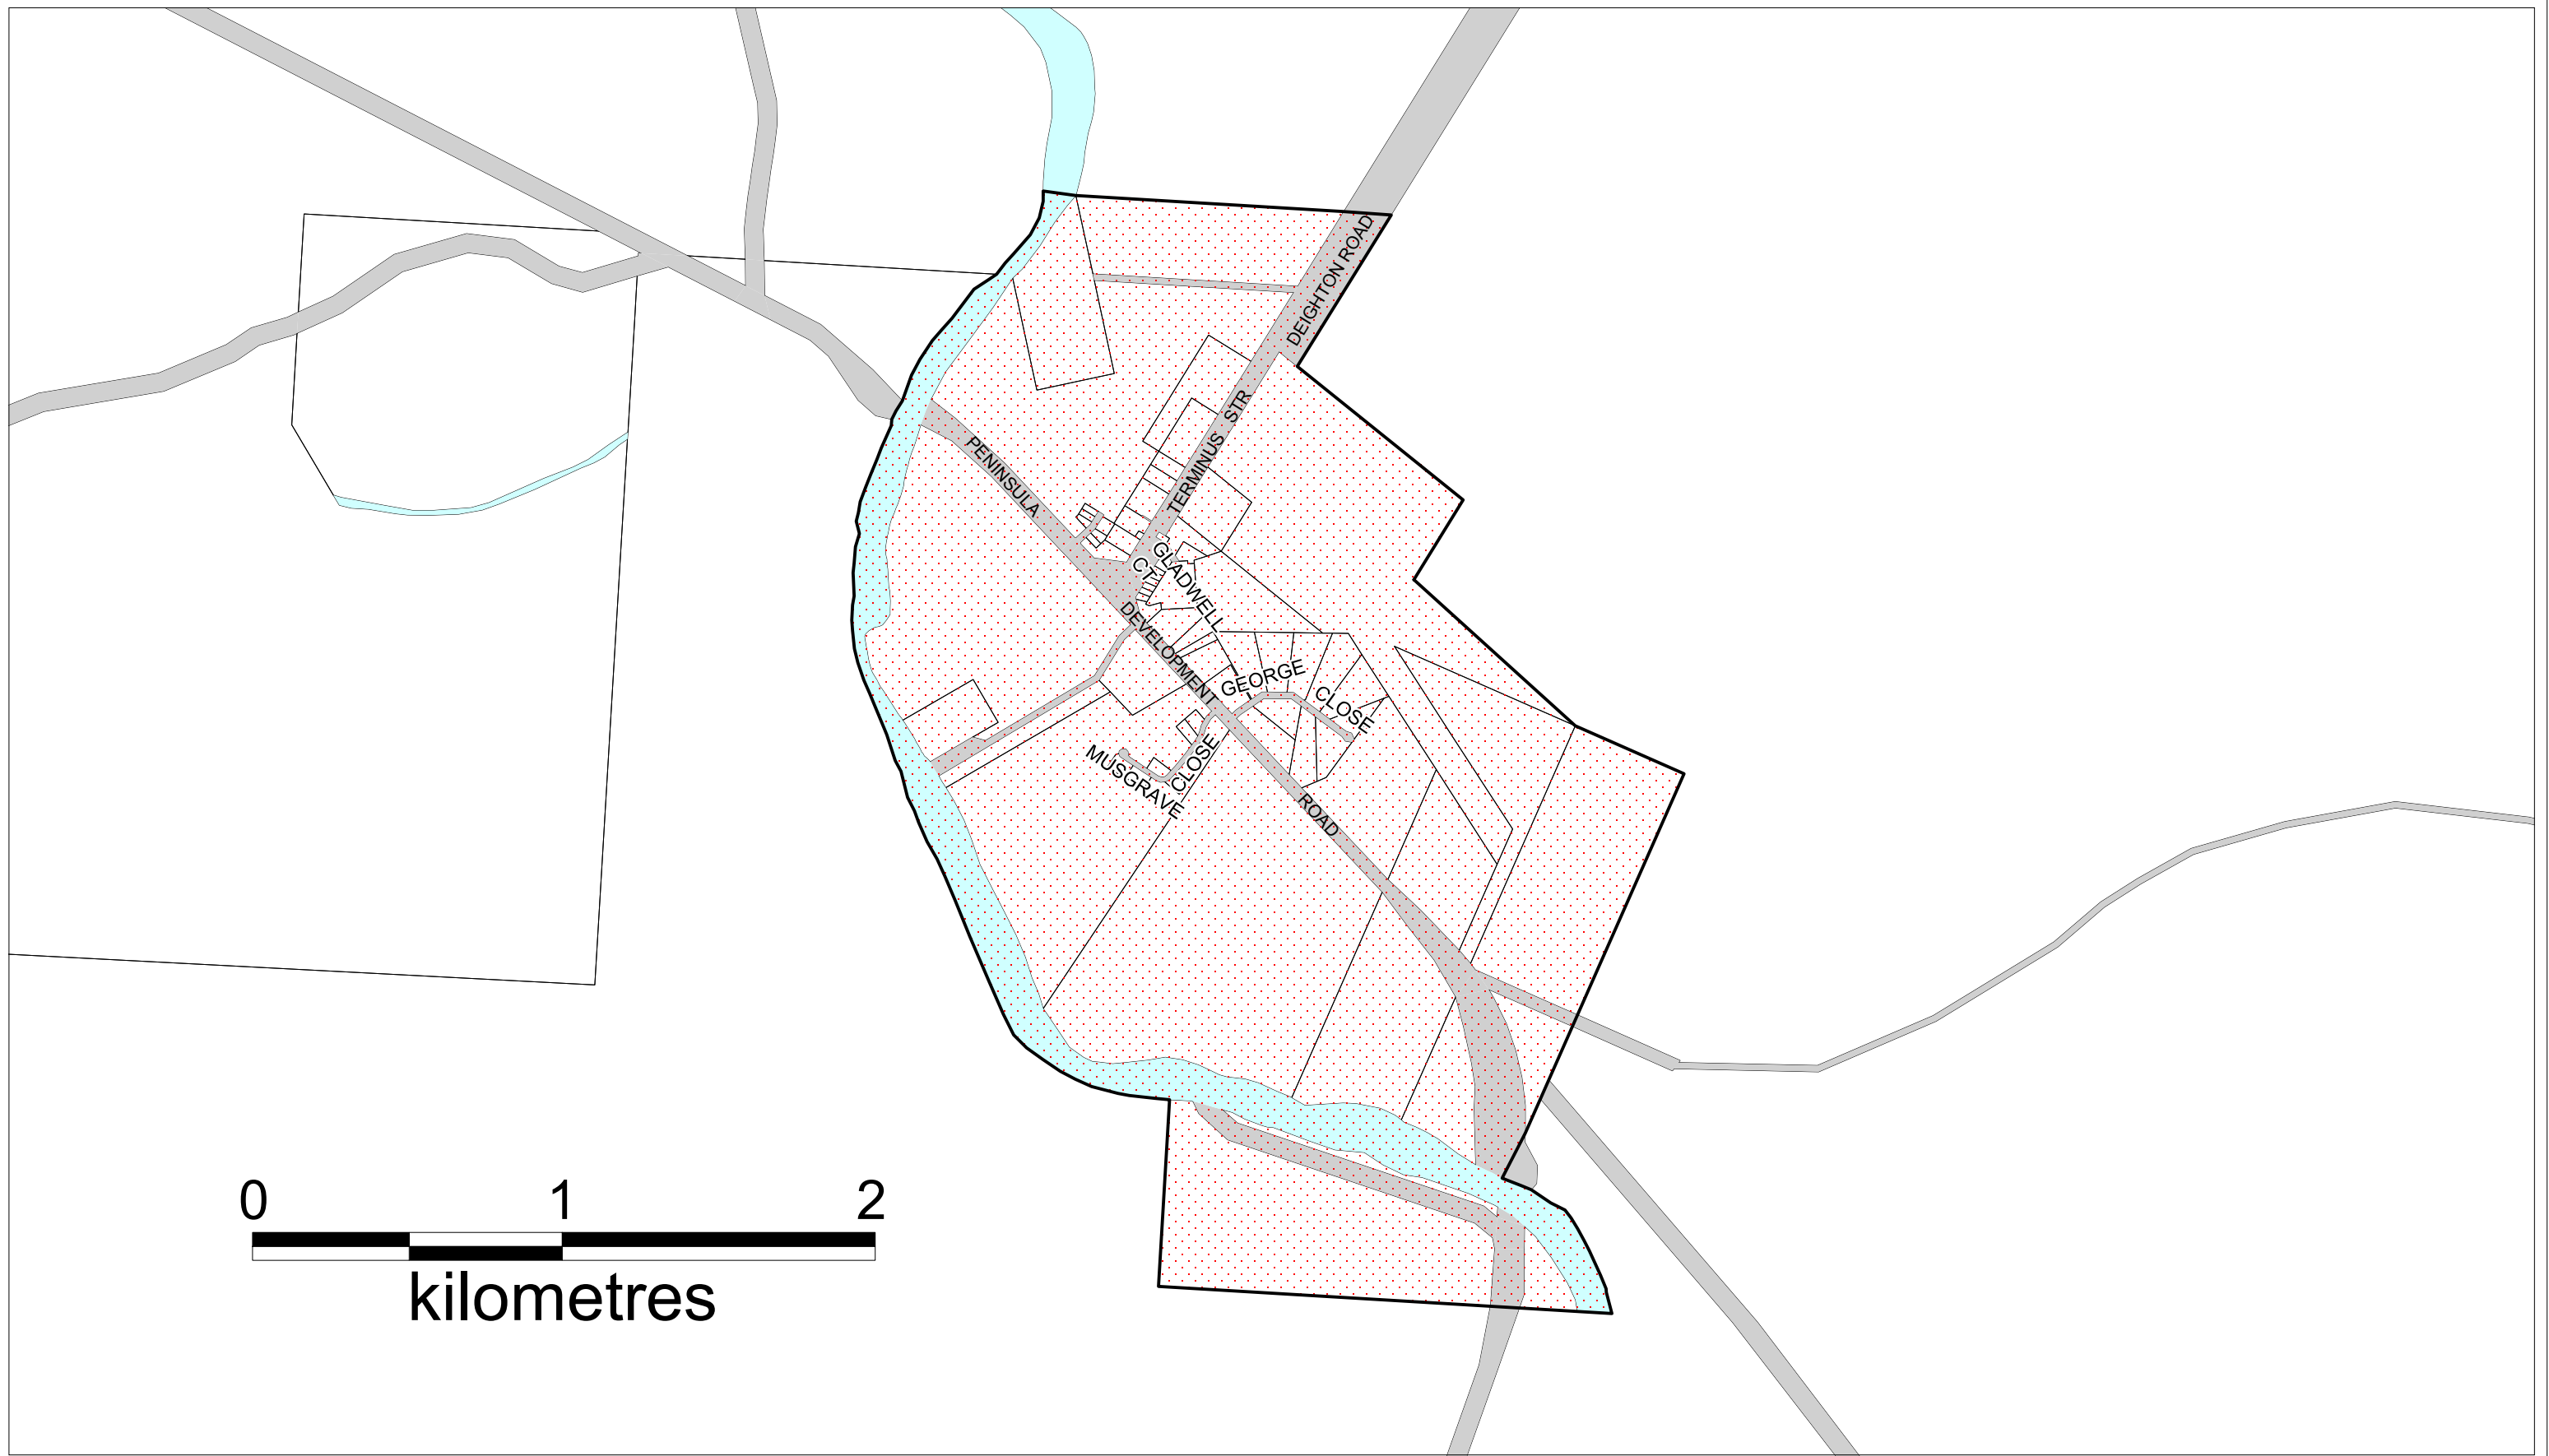 DEIGHTON ROAD
TERMINUS STR
PENINSULA
GLADWELL
CT
DEVELOPMENT
GEORGE
CLOSE
CLOSE
MUSGRAVE
ROAD
0 1 2
kilometres